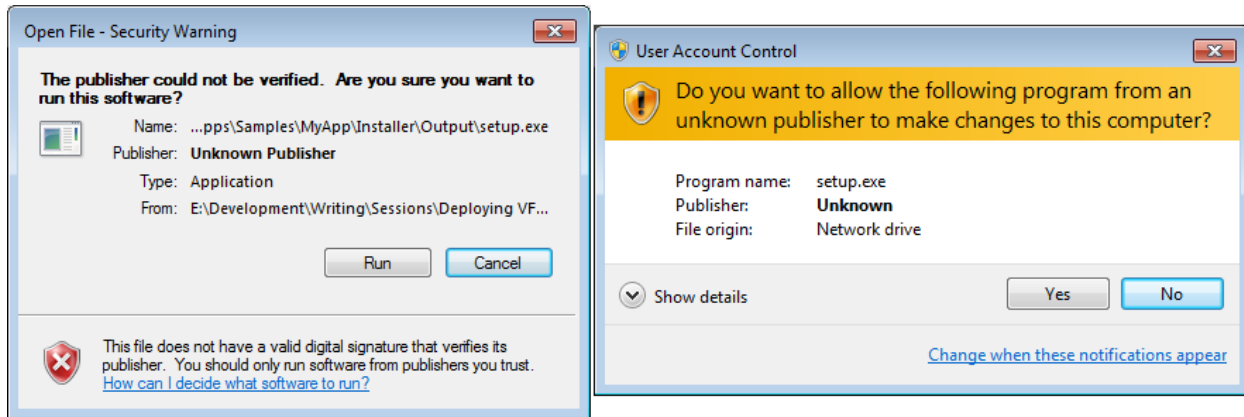 Open File - Security Warning
The publisher could not be verified. Are you sure you want to
run this software?
Name: ...pps\Samples\MyApp\Installer\Output\setup.exe
Publisher: Unknown Publisher
Type: Application
From: E:\Development\Writing\Sessions\Deploying VF...
Run Cancel
This file does not have a valid digital signature that verifies its
publisher. You should only run software from publishers you trust.
How can I decide what software to run?
User Account Control
Do you want to allow the following program from an
unknown publisher to make changes to this computer?
Program name: setup.exe
Publisher: Unknown
File origin: Network drive
Show details Yes No
Change when these notifications appear